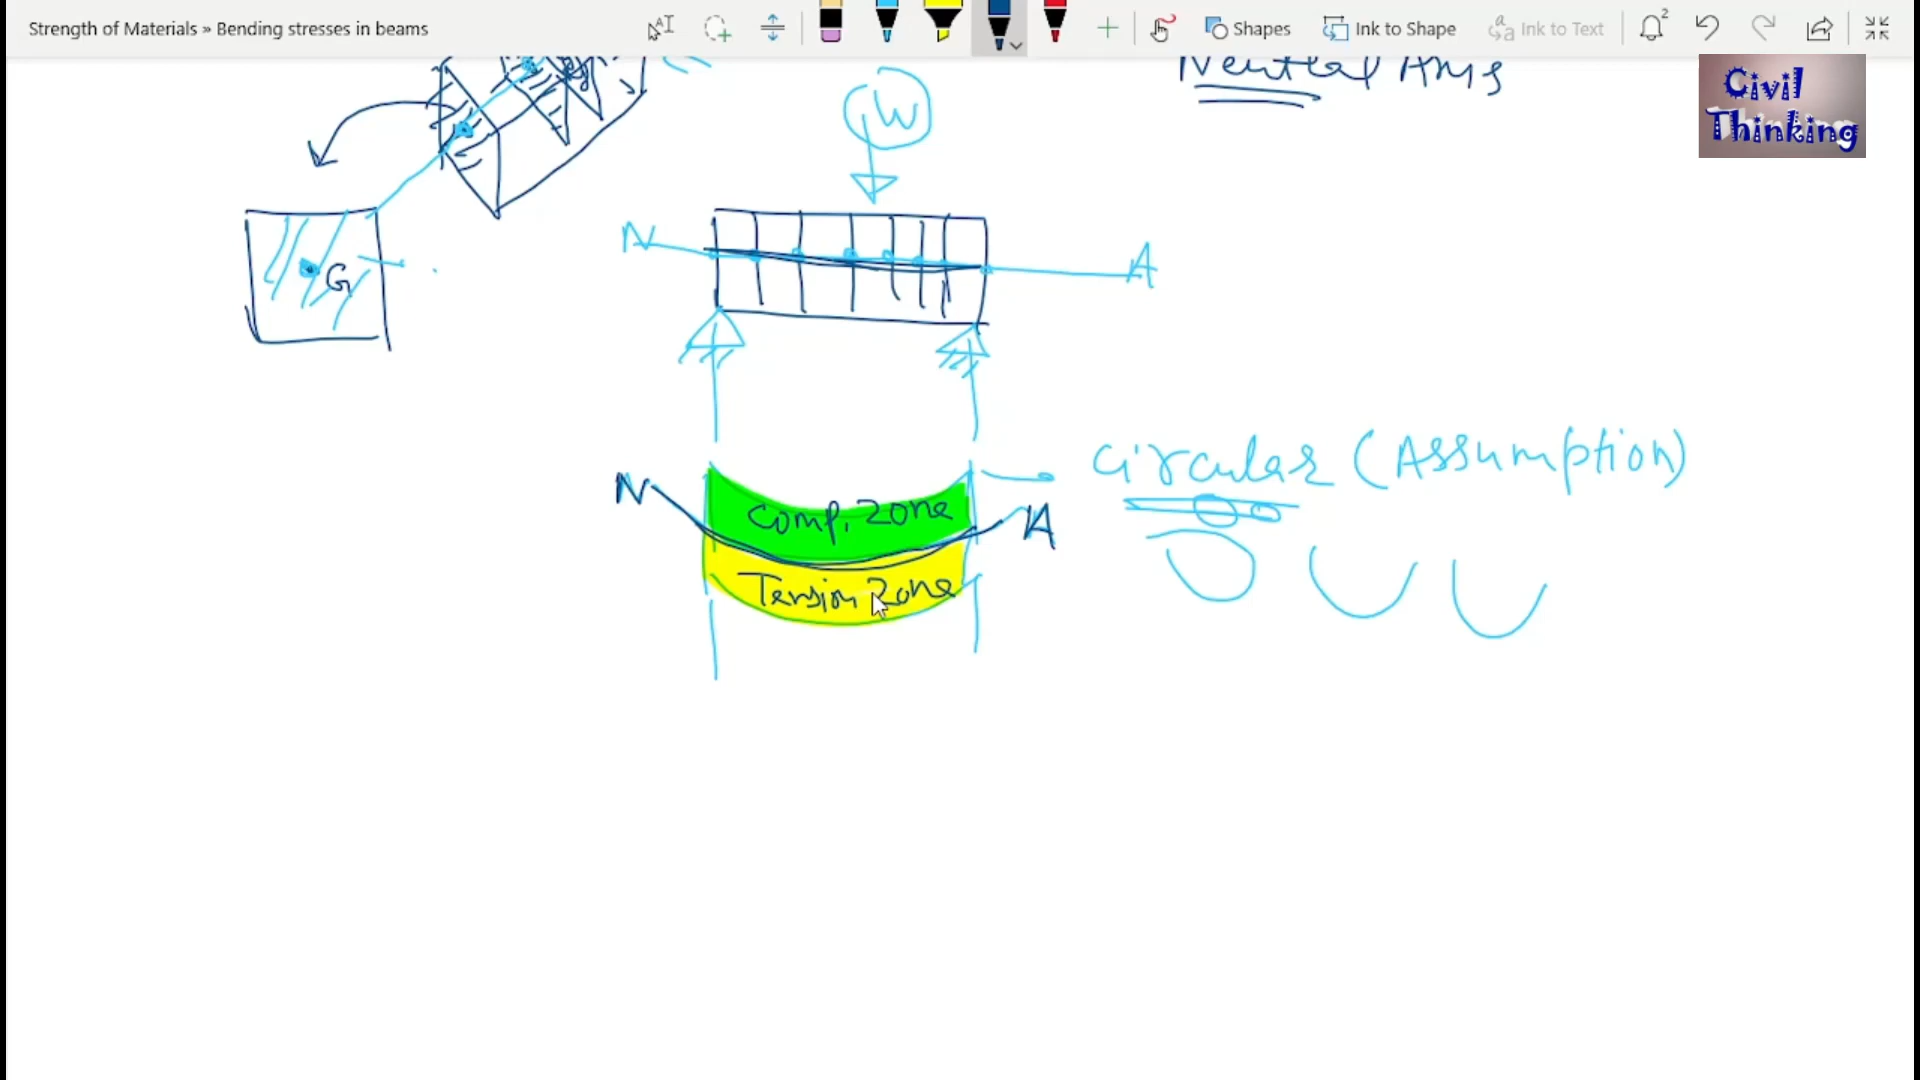 Strength of Materials » Bending stresses in beams
Shapes
Ink to Shape
Ink to Text
2
Neutral Axis
Civil
Thinking
W
N
A
G
Circular (Assumption)
N
Comp. Zone
A
Tension Zone